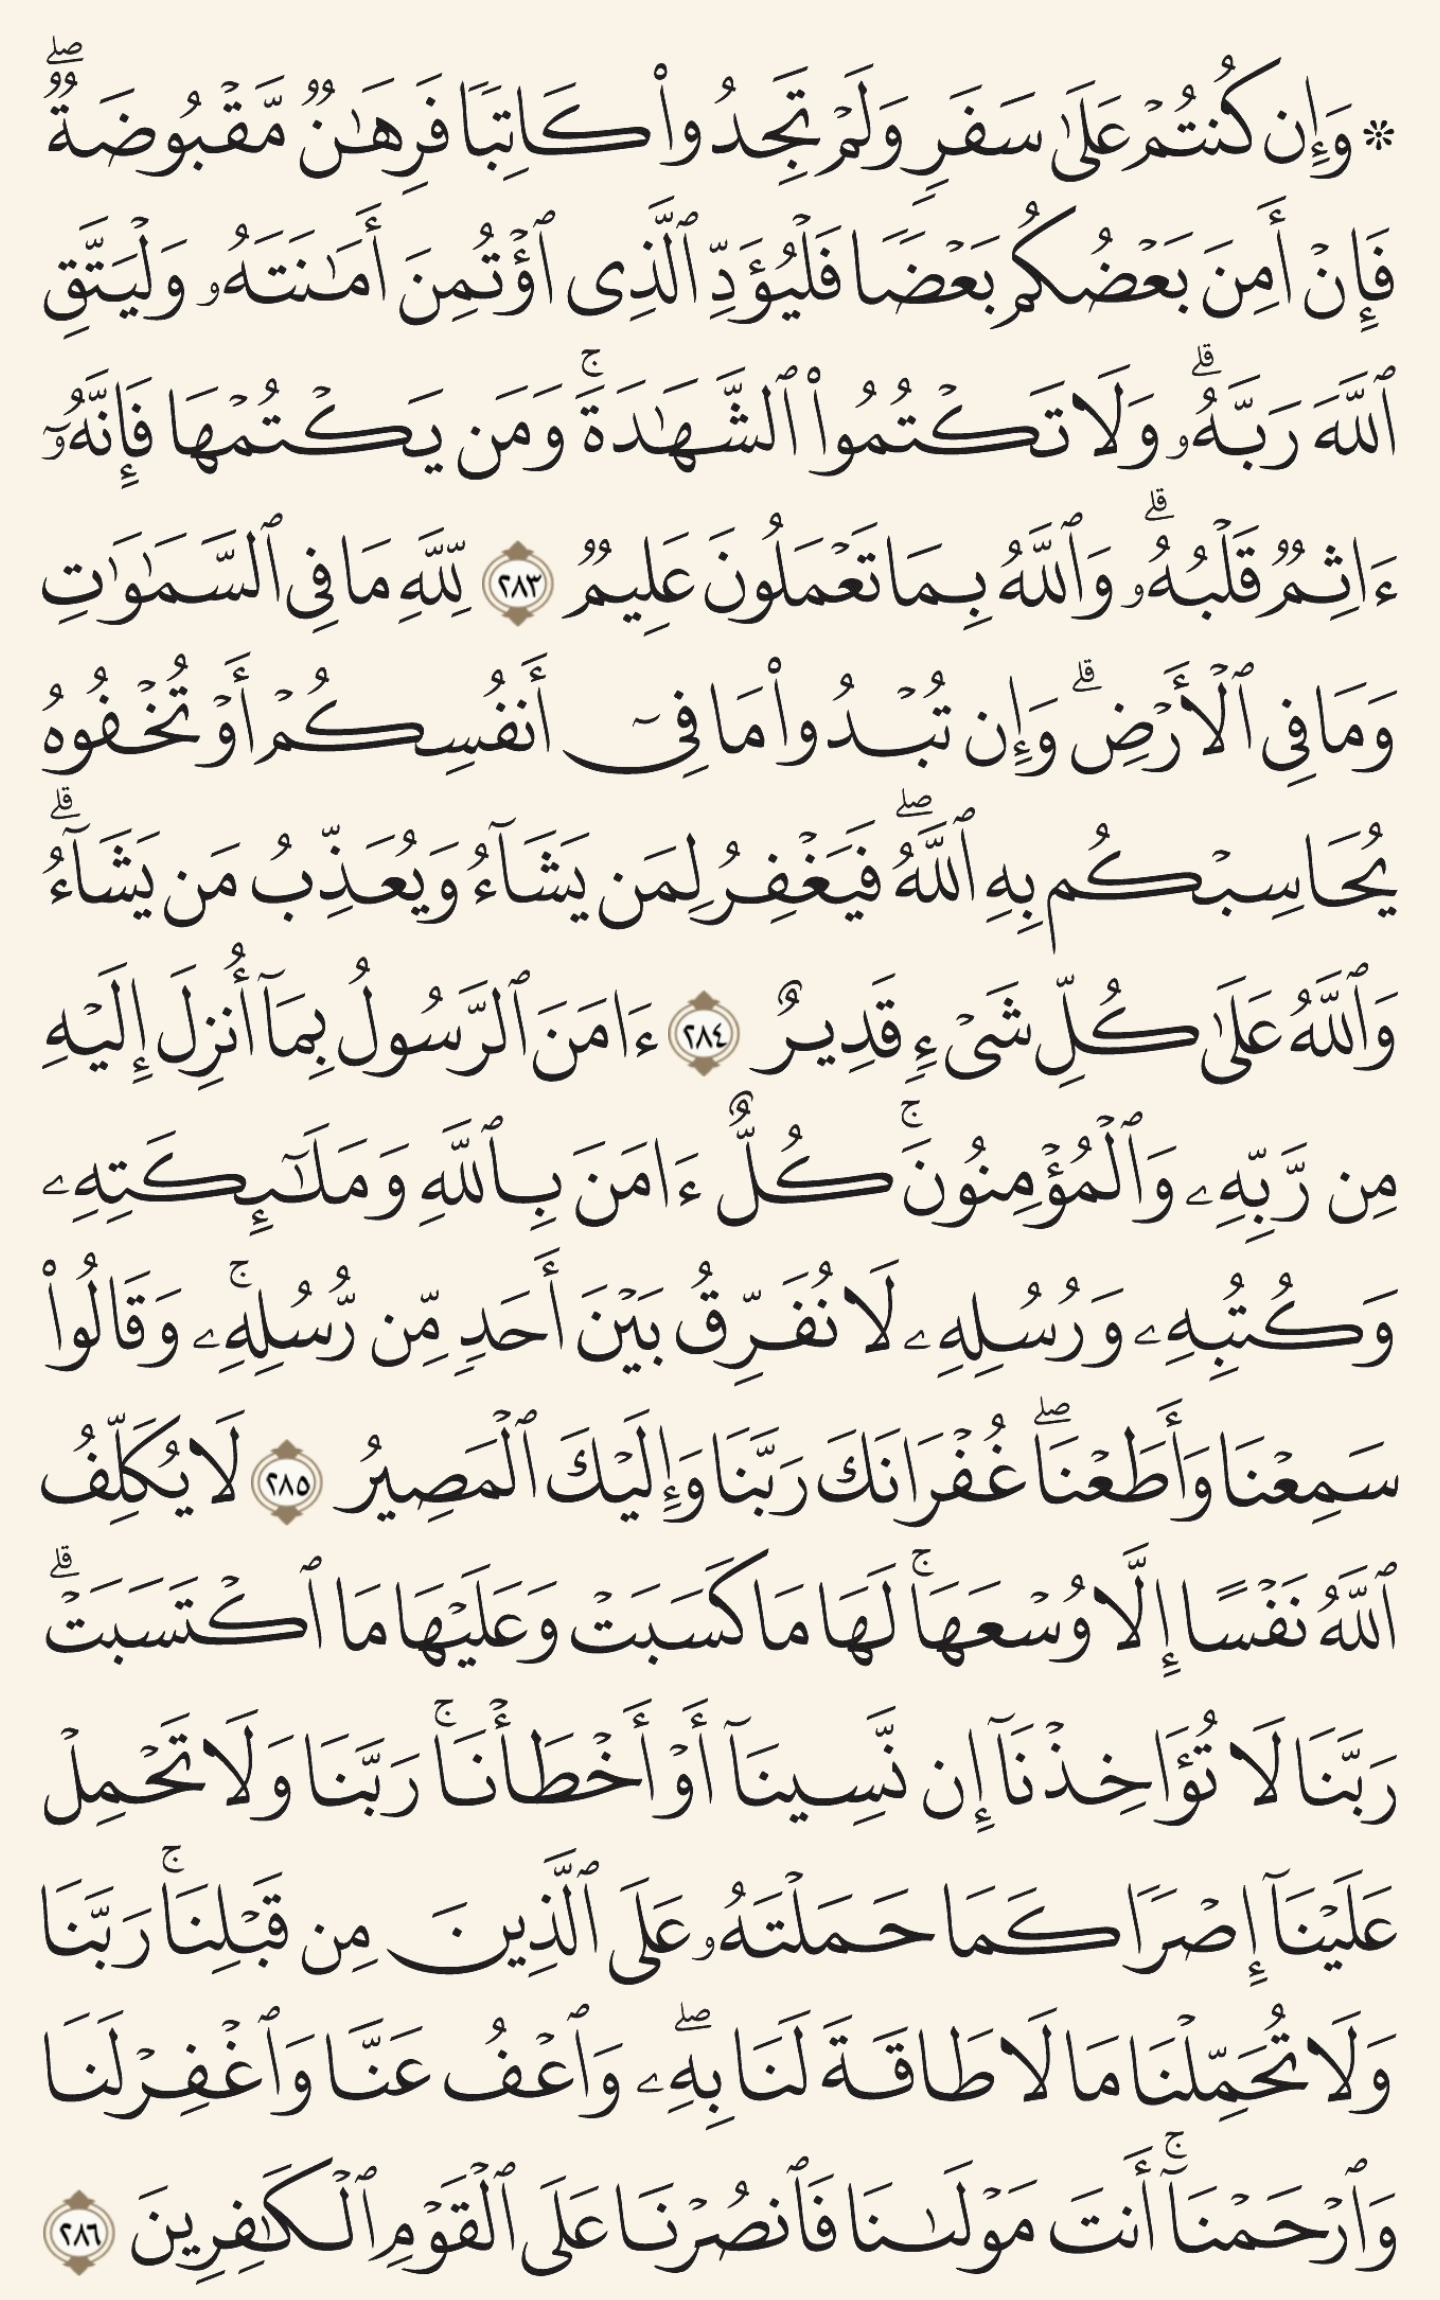 ۞ وَإِن كُنتُمْ عَلَىٰ سَفَرٍ وَلَمْ تَجِدُوا۟ كَاتِبًا فَرِهَـٰنٌ مَّقْبُوضَةٌ ۖ
فَإِنْ أَمِنَ بَعْضُكُم بَعْضًا فَلْيُؤَدِّ ٱلَّذِى ٱؤْتُمِنَ أَمَـٰنَتَهُۥ وَلْيَتَّقِ
ٱللَّهَ رَبَّهُۥ ۗ وَلَا تَكْتُمُوا۟ ٱلشَّهَـٰدَةَ ۚ وَمَن يَكْتُمْهَا فَإِنَّهُۥٓ
ءَاثِمٌ قَلْبُهُۥ ۗ وَٱللَّهُ بِمَا تَعْمَلُونَ عَلِيمٌ ٢٨٣ لِّلَّهِ مَا فِى ٱلسَّمَـٰوَٰتِ
وَمَا فِى ٱلْأَرْضِ ۗ وَإِن تُبْدُوا۟ مَا فِىٓ أَنفُسِكُمْ أَوْ تُخْفُوهُ
يُحَاسِبْكُم بِهِ ٱللَّهُ ۖ فَيَغْفِرُ لِمَن يَشَآءُ وَيُعَذِّبُ مَن يَشَآءُ ۗ
وَٱللَّهُ عَلَىٰ كُلِّ شَىْءٍ قَدِيرٌ ٢٨٤ ءَامَنَ ٱلرَّسُولُ بِمَآ أُنزِلَ إِلَيْهِ
مِن رَّبِّهِۦ وَٱلْمُؤْمِنُونَ ۚ كُلٌّ ءَامَنَ بِٱللَّهِ وَمَلَـٰٓئِكَتِهِۦ
وَكُتُبِهِۦ وَرُسُلِهِۦ لَا نُفَرِّقُ بَيْنَ أَحَدٍ مِّن رُّسُلِهِۦ ۚ وَقَالُوا۟
سَمِعْنَا وَأَطَعْنَا ۖ غُفْرَانَكَ رَبَّنَا وَإِلَيْكَ ٱلْمَصِيرُ ٢٨٥ لَا يُكَلِّفُ
ٱللَّهُ نَفْسًا إِلَّا وُسْعَهَا ۚ لَهَا مَا كَسَبَتْ وَعَلَيْهَا مَا ٱكْتَسَبَتْ ۗ
رَبَّنَا لَا تُؤَاخِذْنَآ إِن نَّسِينَآ أَوْ أَخْطَأْنَا ۚ رَبَّنَا وَلَا تَحْمِلْ
عَلَيْنَآ إِصْرًا كَمَا حَمَلْتَهُۥ عَلَى ٱلَّذِينَ مِن قَبْلِنَا ۚ رَبَّنَا
وَلَا تُحَمِّلْنَا مَا لَا طَاقَةَ لَنَا بِهِۦ ۖ وَٱعْفُ عَنَّا وَٱغْفِرْ لَنَا
وَٱرْحَمْنَآ ۚ أَنتَ مَوْلَىٰنَا فَٱنصُرْنَا عَلَى ٱلْقَوْمِ ٱلْكَـٰفِرِينَ ٢٨٦